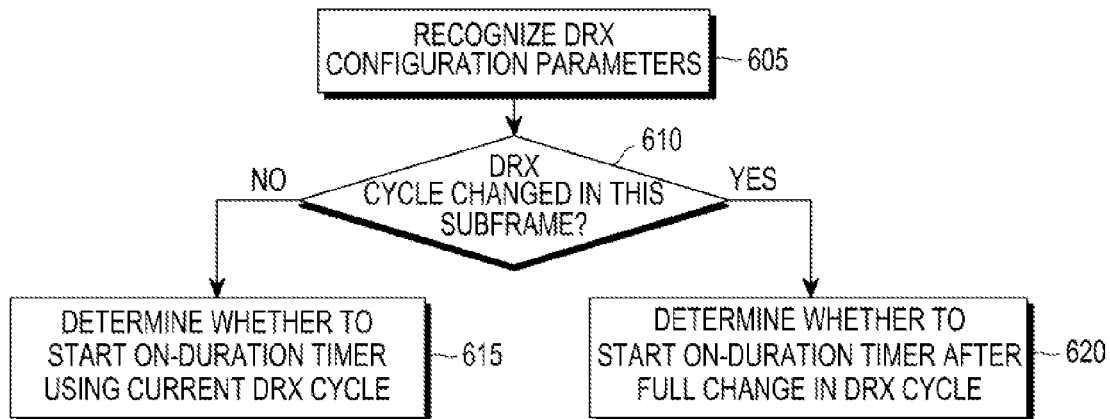 RECOGNIZE DRX
CONFIGURATION PARAMETERS
605
610
DRX
CYCLE CHANGED IN THIS
SUBFRAME?
NO
YES
DETERMINE WHETHER TO
START ON-DURATION TIMER
USING CURRENT DRX CYCLE
615
DETERMINE WHETHER TO
START ON-DURATION TIMER AFTER
FULL CHANGE IN DRX CYCLE
620